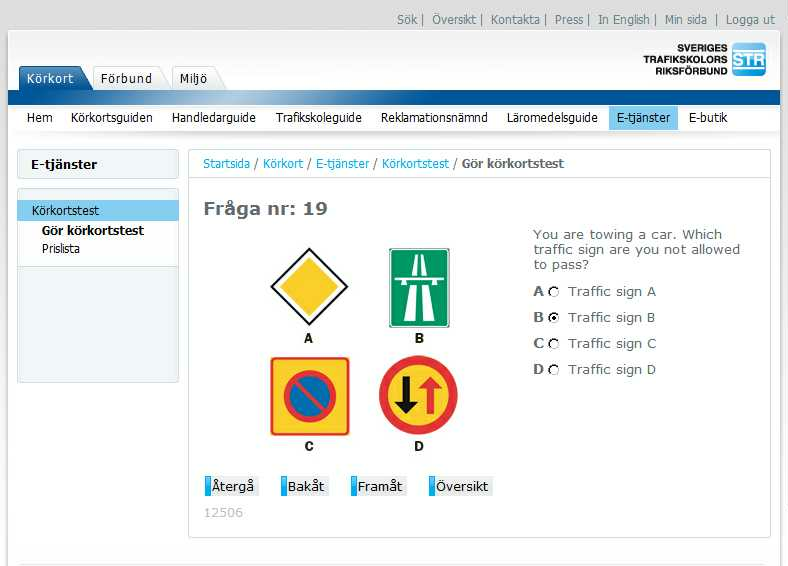 Sök | Översikt | Kontakta | Press | In English | Min sida | Logga ut
SVERIGES
TRAFIKSKOLORS
RIKSFÖRBUND
STR
Körkort Förbund Miljö
Hem Körkortsguiden Handledarguide Trafikskoleguide Reklamationsnämnd Läromedelsguide E-tjänster E-butik
E-tjänster
Körkortstest
Gör körkortstest
Prislista
Startsida / Körkort / E-tjänster / Körkortstest / Gör körkortstest
Fråga nr: 19
A
B
C
D
You are towing a car. Which
traffic sign are you not allowed
to pass?
A Traffic sign A
B Traffic sign B
C Traffic sign C
D Traffic sign D
Återgå Bakåt Framåt Översikt
12506